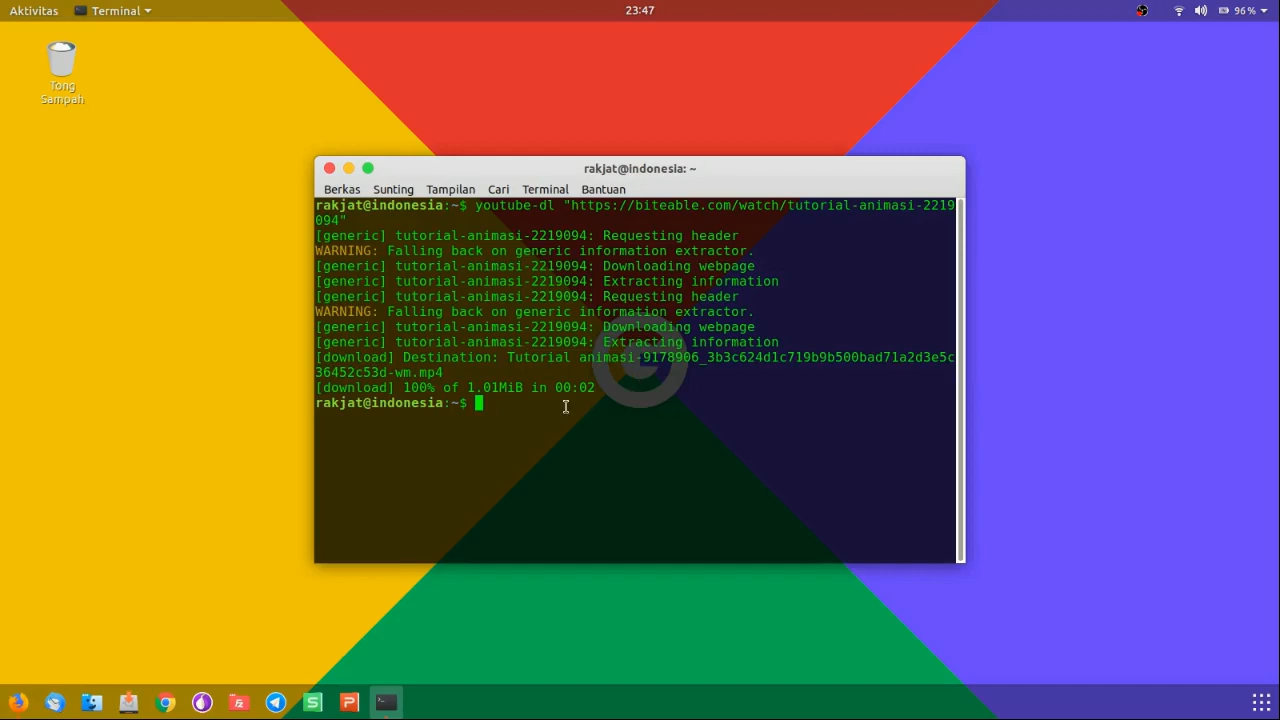 Aktivitas
Terminal
23:47
96%
Tong
Sampah
rakjat@indonesia: ~
Berkas Sunting Tampilan Cari Terminal Bantuan
rakjat@indonesia:~$ youtube-dl "https://biteable.com/watch/tutorial-animasi-2219
094"
[generic] tutorial-animasi-2219094: Requesting header
WARNING: Falling back on generic information extractor.
[generic] tutorial-animasi-2219094: Downloading webpage
[generic] tutorial-animasi-2219094: Extracting information
[generic] tutorial-animasi-2219094: Requesting header
WARNING: Falling back on generic information extractor.
[generic] tutorial-animasi-2219094: Downloading webpage
[generic] tutorial-animasi-2219094: Extracting information
[download] Destination: Tutorial animasi-9178906_3b3c624d1c719b9b500bad71a2d3e5c
36452c53d-wm.mp4
[download] 100% of 1.01MiB in 00:02
rakjat@indonesia:~$